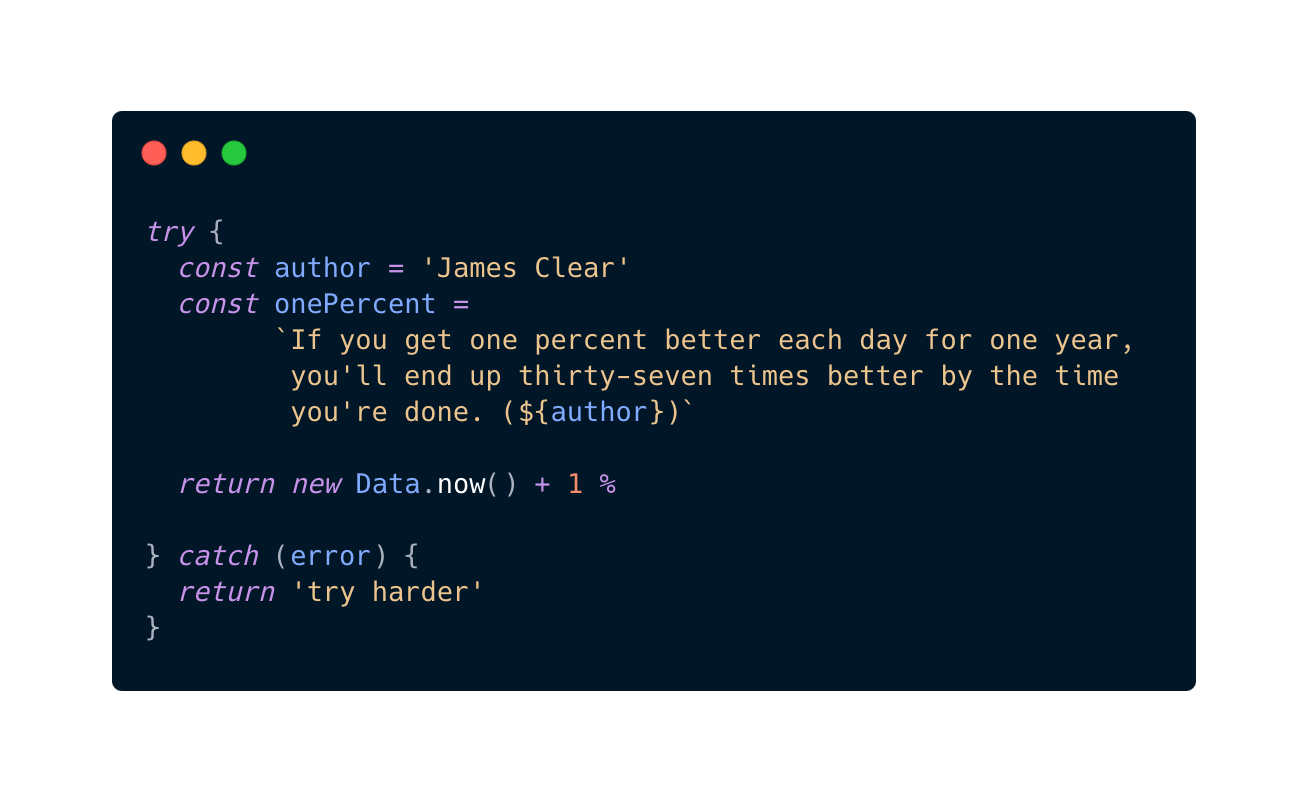 try {
  const author = 'James Clear'
  const onePercent =
        `If you get one percent better each day for one year,
         you'll end up thirty-seven times better by the time
         you're done. (${author})`
  return new Data.now() + 1 %
} catch (error) {
  return 'try harder'
}